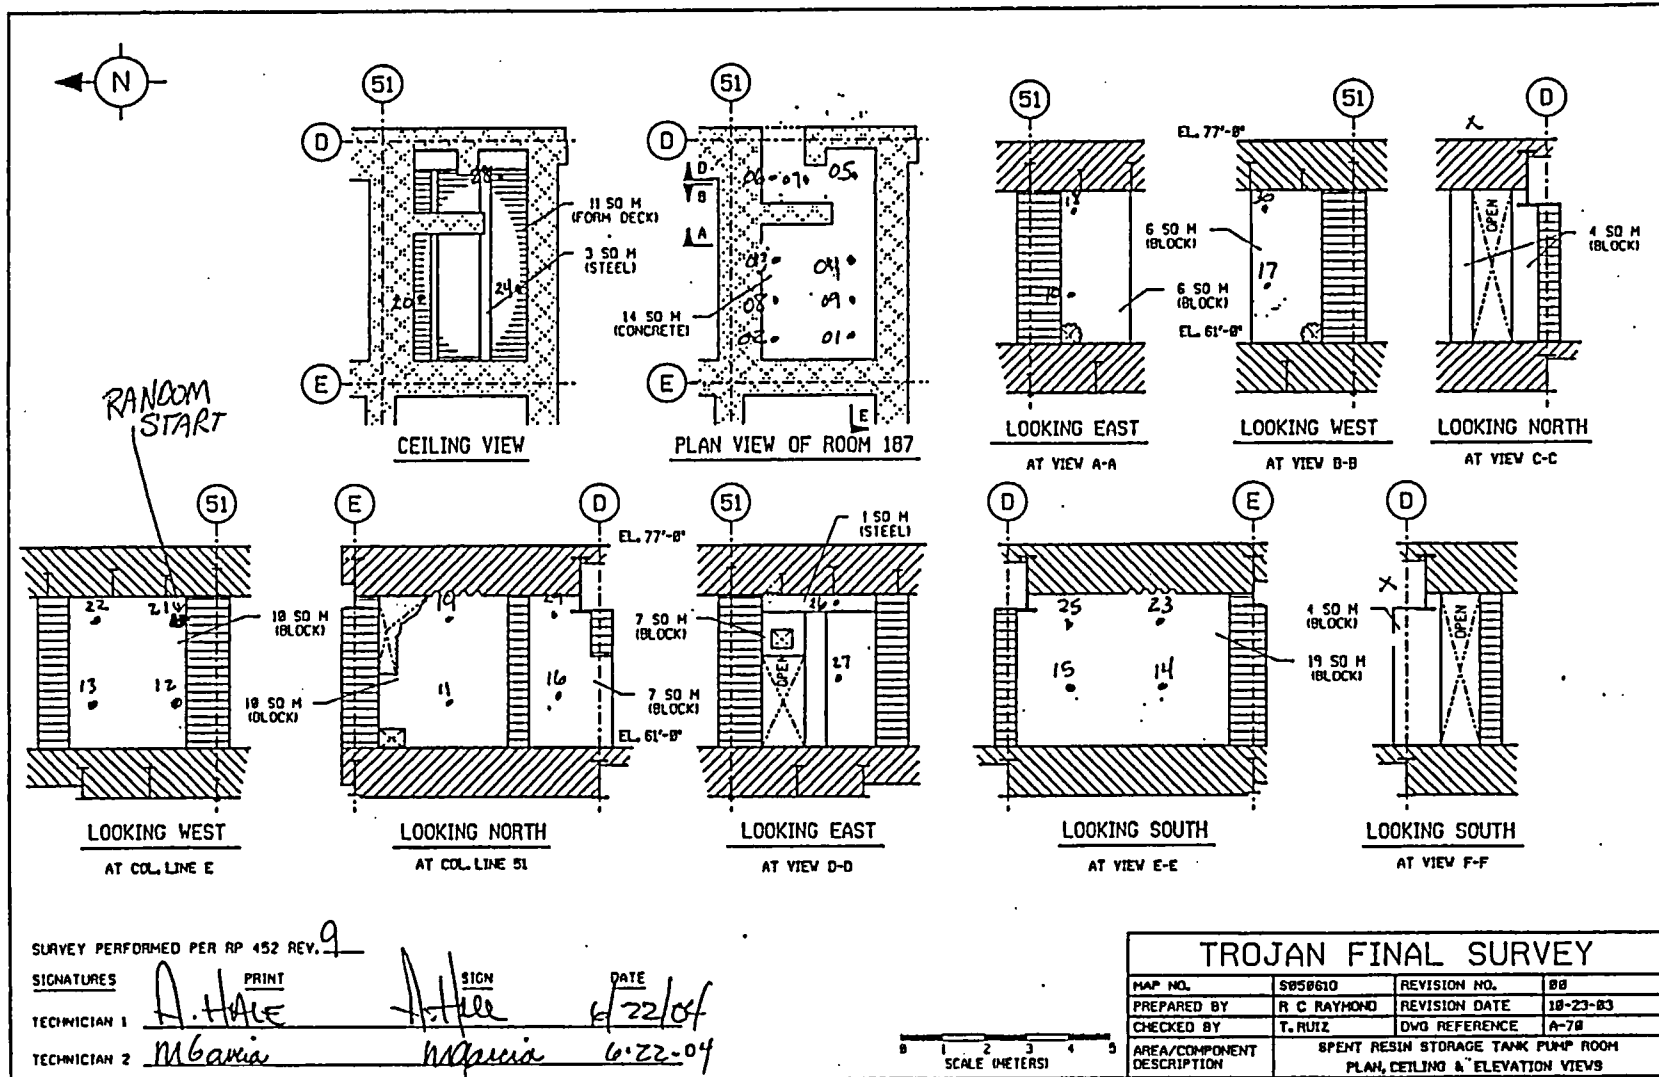 N
51
D
E
28
20
24
11 SQ M
(FORM DECK)
3 SQ M
(STEEL)
CEILING VIEW
51
D
E
D
B
A
06 07 05
03 04
08 09
02 01
14 SQ M
(CONCRETE)
E
PLAN VIEW OF ROOM 187
51
EL. 77'-0"
18
10
6 SQ M
(BLOCK)
6 SQ M
(BLOCK)
EL. 61'-0"
LOOKING EAST
AT VIEW A-A
51
30
17
LOOKING WEST
AT VIEW B-B
X
D
OPEN
4 SQ M
(BLOCK)
LOOKING NORTH
AT VIEW C-C
RANDOM
START
51
22 21
13 12
10 SQ M
(BLOCK)
LOOKING WEST
AT COL. LINE E
E
D
EL. 77'-0"
19 29
11 16
10 SQ M
(BLOCK)
7 SQ M
(BLOCK)
EL. 61'-0"
LOOKING NORTH
AT COL. LINE 51
51
1 SQ M
(STEEL)
26
7 SQ M
(BLOCK)
OPEN
27
LOOKING EAST
AT VIEW D-D
D
E
25 23
15 14
19 SQ M
(BLOCK)
LOOKING SOUTH
AT VIEW E-E
D
X
4 SQ M
(BLOCK)
OPEN
LOOKING SOUTH
AT VIEW F-F
SURVEY PERFORMED PER RP 452 REV. 9
SIGNATURES PRINT SIGN DATE
TECHNICIAN 1 A. HALE A. Hale 6/22/04
TECHNICIAN 2 M Garcia M Garcia 6-22-04
0 1 2 3 4 5
SCALE (METERS)
TROJAN FINAL SURVEY
MAP NO. S050610 REVISION NO. 00
PREPARED BY R C RAYMOND REVISION DATE 10-23-03
CHECKED BY T. RUIZ DWG REFERENCE A-70
AREA/COMPONENT DESCRIPTION SPENT RESIN STORAGE TANK PUMP ROOM
PLAN, CEILING & ELEVATION VIEWS